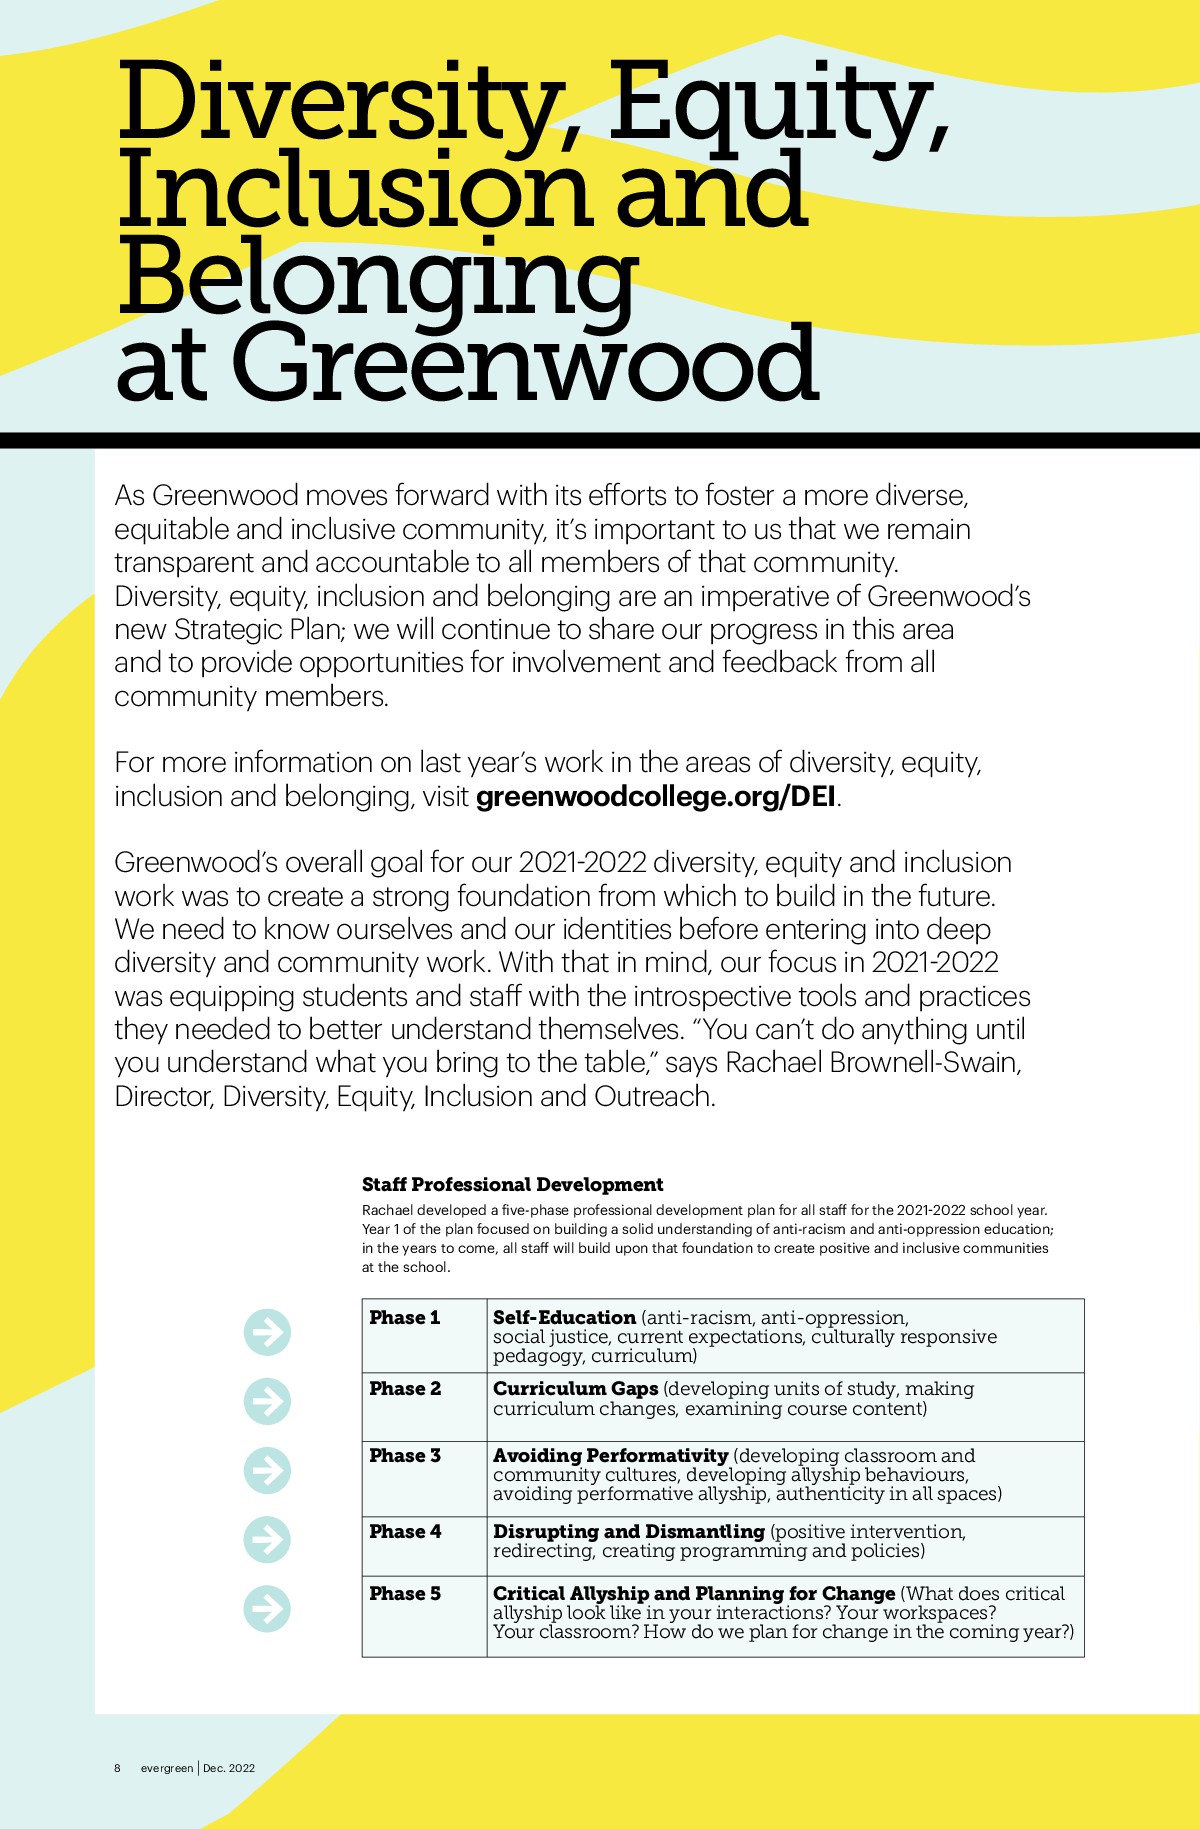 Diversity, Equity,
Inclusion and
Belonging
at Greenwood
As Greenwood moves forward with its efforts to foster a more diverse,
equitable and inclusive community, it’s important to us that we remain
transparent and accountable to all members of that community.
Diversity, equity, inclusion and belonging are an imperative of Greenwood’s
new Strategic Plan; we will continue to share our progress in this area
and to provide opportunities for involvement and feedback from all
community members.
For more information on last year’s work in the areas of diversity, equity,
inclusion and belonging, visit greenwoodcollege.org/DEI.
Greenwood’s overall goal for our 2021-2022 diversity, equity and inclusion
work was to create a strong foundation from which to build in the future.
We need to know ourselves and our identities before entering into deep
diversity and community work. With that in mind, our focus in 2021-2022
was equipping students and staff with the introspective tools and practices
they needed to better understand themselves. “You can’t do anything until
you understand what you bring to the table,” says Rachael Brownell-Swain,
Director, Diversity, Equity, Inclusion and Outreach.
Staff Professional Development
Rachael developed a five-phase professional development plan for all staff for the 2021-2022 school year.
Year 1 of the plan focused on building a solid understanding of anti-racism and anti-oppression education;
in the years to come, all staff will build upon that foundation to create positive and inclusive communities
at the school.
Phase 1
Self-Education (anti-racism, anti-oppression,
social justice, current expectations, culturally responsive
pedagogy, curriculum)
Phase 2
Curriculum Gaps (developing units of study, making
curriculum changes, examining course content)
Phase 3
Avoiding Performativity (developing classroom and
community cultures, developing allyship behaviours,
avoiding performative allyship, authenticity in all spaces)
Phase 4
Disrupting and Dismantling (positive intervention,
redirecting, creating programming and policies)
Phase 5
Critical Allyship and Planning for Change (What does critical
allyship look like in your interactions? Your workspaces?
Your classroom? How do we plan for change in the coming year?)
8 evergreen | Dec. 2022